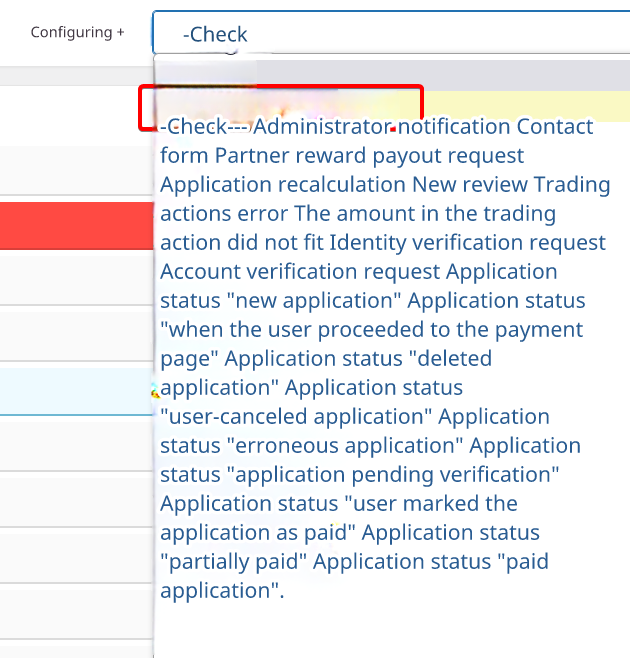 Configuring +
-Check
-Check--- Administrator notification Contact
form Partner reward payout request
Application recalculation New review Trading
actions error The amount in the trading
action did not fit Identity verification request
Account verification request Application
status "new application" Application status
"when the user proceeded to the payment
page" Application status "deleted
application" Application status
"user-canceled application" Application
status "erroneous application" Application
status "application pending verification"
Application status "user marked the
application as paid" Application status
"partially paid" Application status "paid
application".